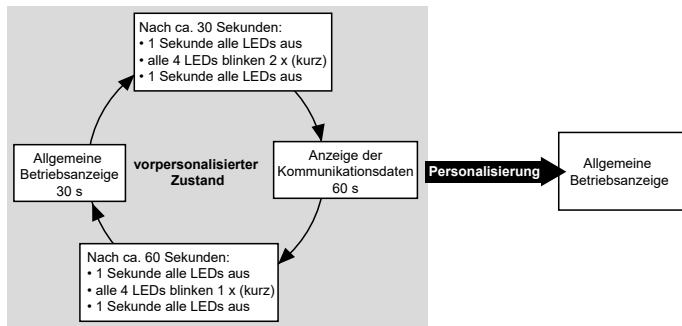 Nach ca. 30 Sekunden:
• 1 Sekunde alle LEDs aus
• alle 4 LEDs blinken 2 x (kurz)
• 1 Sekunde alle LEDs aus
Allgemeine
Betriebsanzeige
30 s
vorpersonalisierter
Zustand
Anzeige der
Kommunikationsdaten
60 s
Personalisierung
Allgemeine
Betriebsanzeige
Nach ca. 60 Sekunden:
• 1 Sekunde alle LEDs aus
• alle 4 LEDs blinken 1 x (kurz)
• 1 Sekunde alle LEDs aus